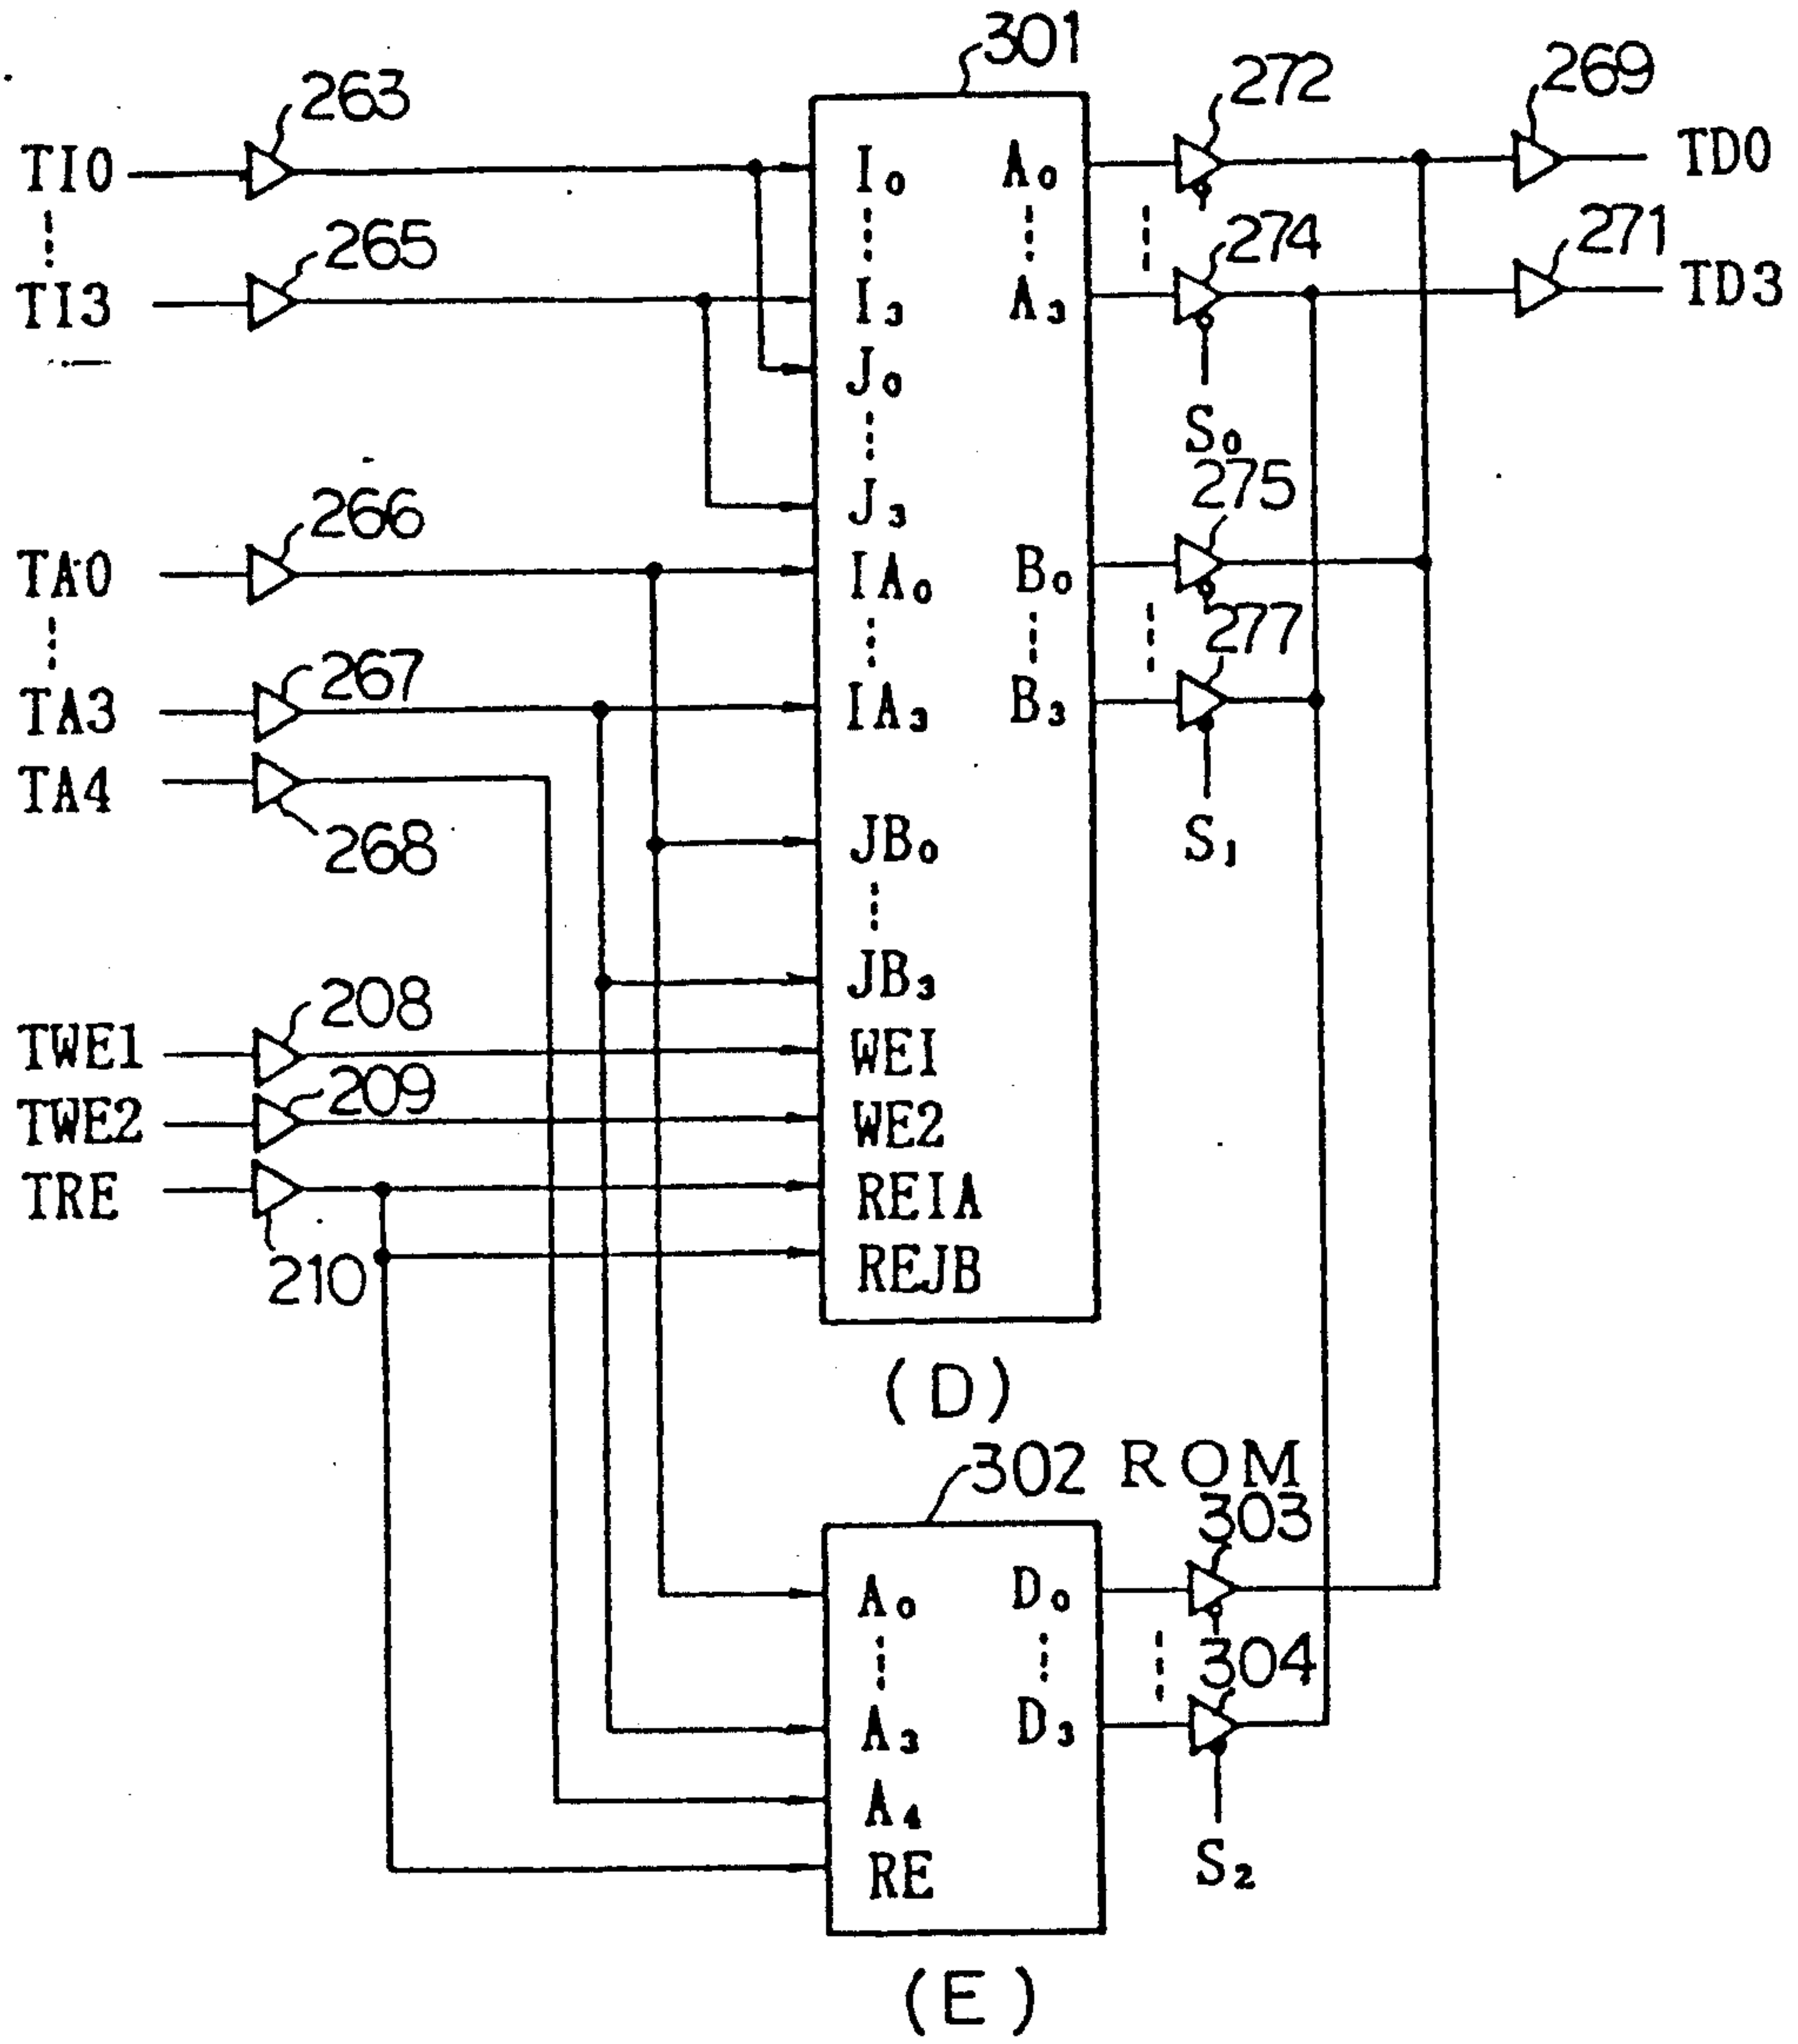 301
263
272
269
TI0
I₀
A₀
TD0
265
274
271
TI3
I₃
A₃
TD3
J₀
S₀
275
J₃
266
TA0
IA₀
B₀
277
267
TA3
IA₃
B₃
TA4
268
JB₀
S₁
JB₃
208
TWE1
WE1
209
TWE2
WE2
TRE
REIA
210
REJB
(D)
302 ROM
303
A₀
D₀
304
A₃
D₃
A₄
RE
S₂
(E)